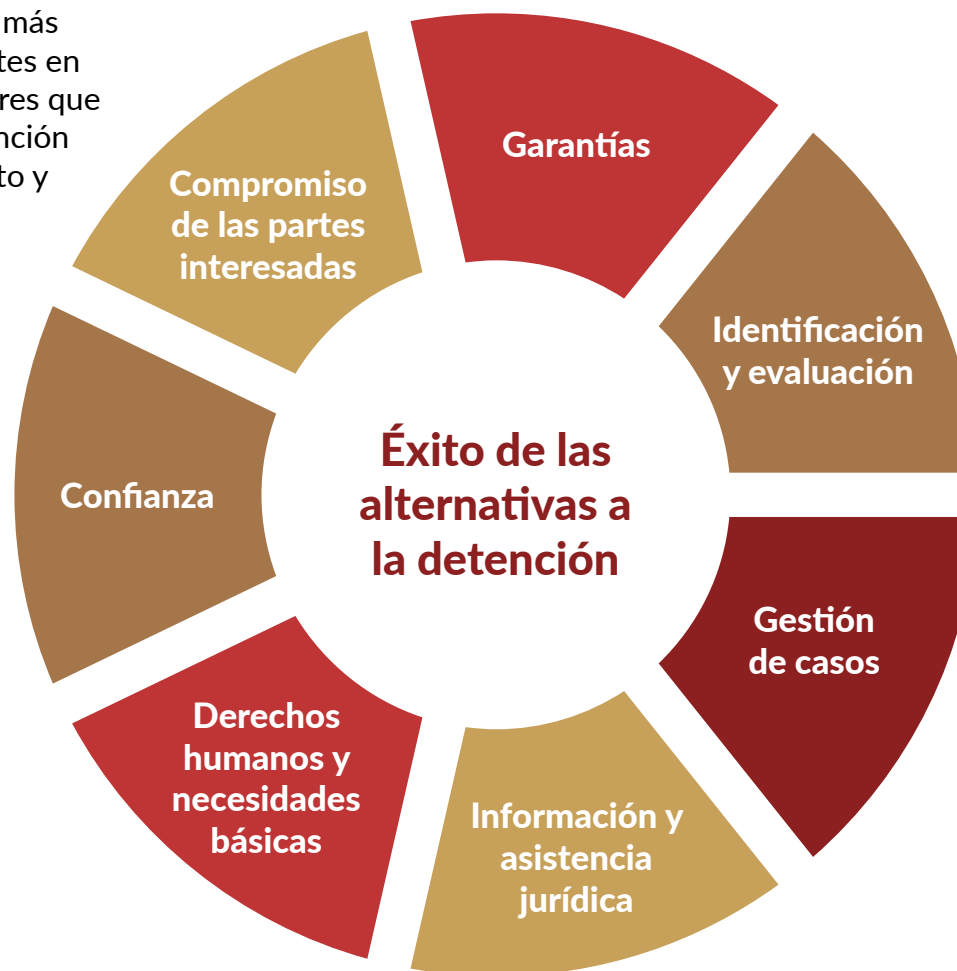 más
tes en
res que
nción
to y
Garantías
Identificación
y evaluación
Gestión
de casos
Información y
asistencia
jurídica
Derechos
humanos y
necesidades
básicas
Confianza
Compromiso
de las partes
interesadas
Éxito de las
alternativas a
la detención